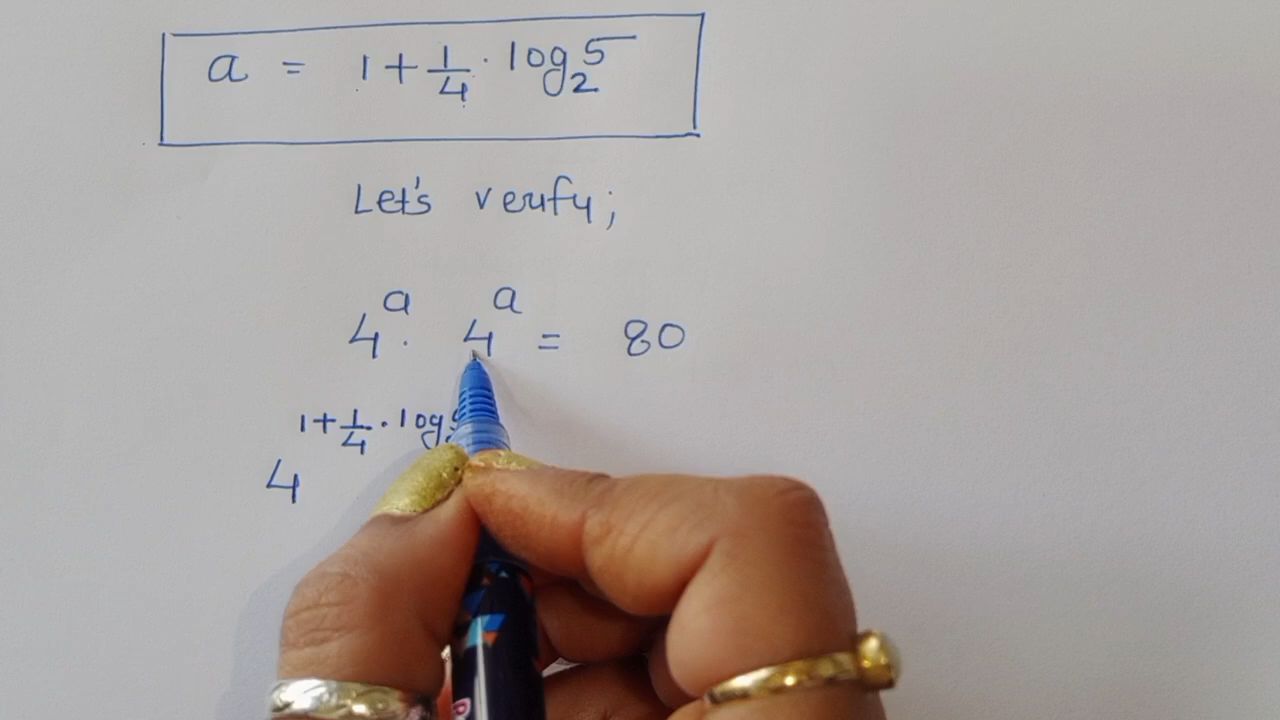 a = 1 + 1/4 · log₂5
Let's verify;
4^a · 4^a = 80
4^(1 + 1/4 · log